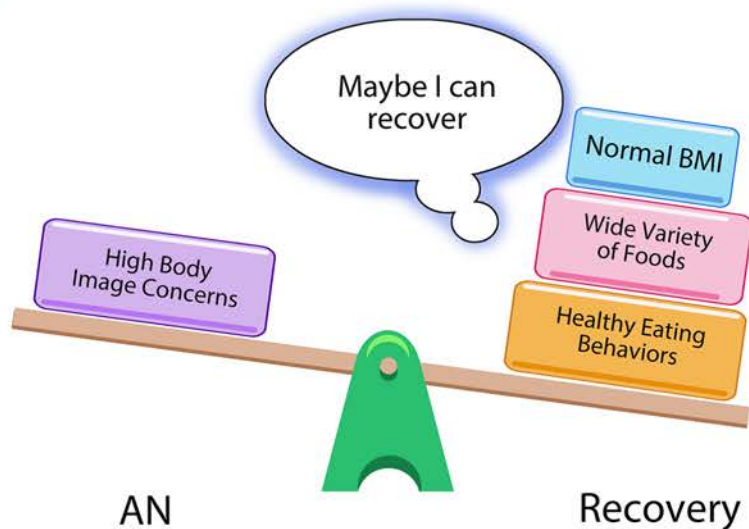 Maybe I can
recover
Normal BMI
Wide Variety
of Foods
High Body
Image Concerns
Healthy Eating
Behaviors
AN
Recovery